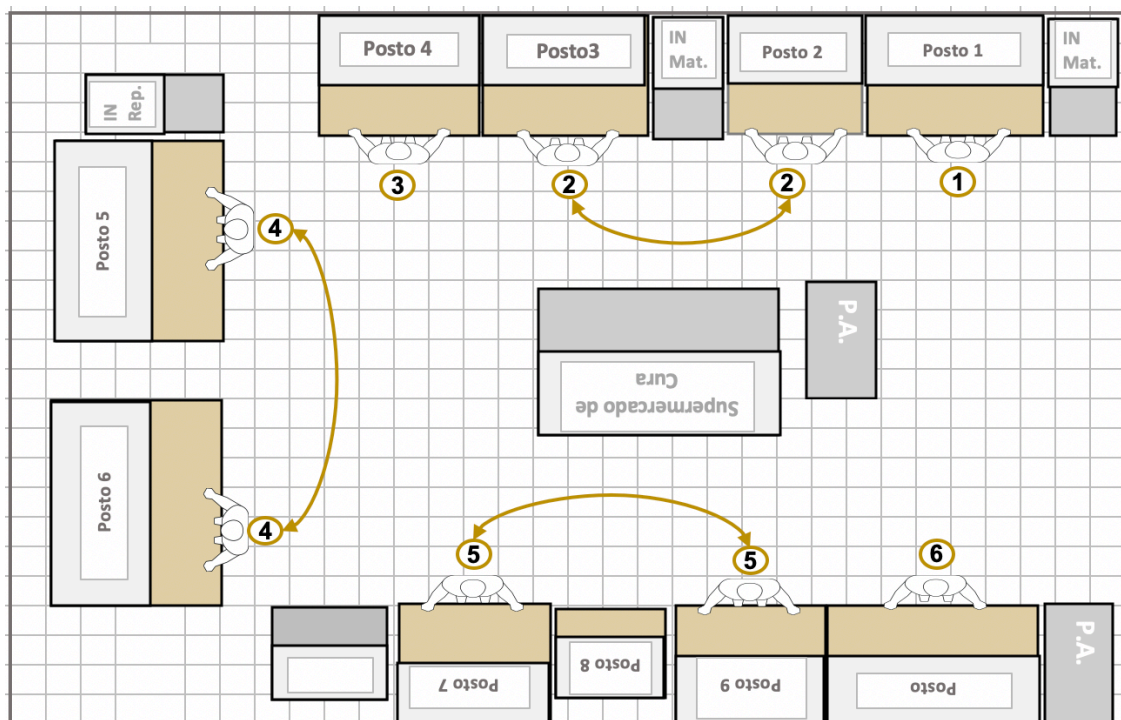 Posto 4
Posto3
IN
Mat.
Posto 2
Posto 1
IN
Mat.
IN
Rep.
3
2
2
1
Posto 5
4
P.A.
Supermercado de
Cura
Posto 6
4
5
5
6
Posto 7
Posto 8
Posto 9
Posto
P.A.